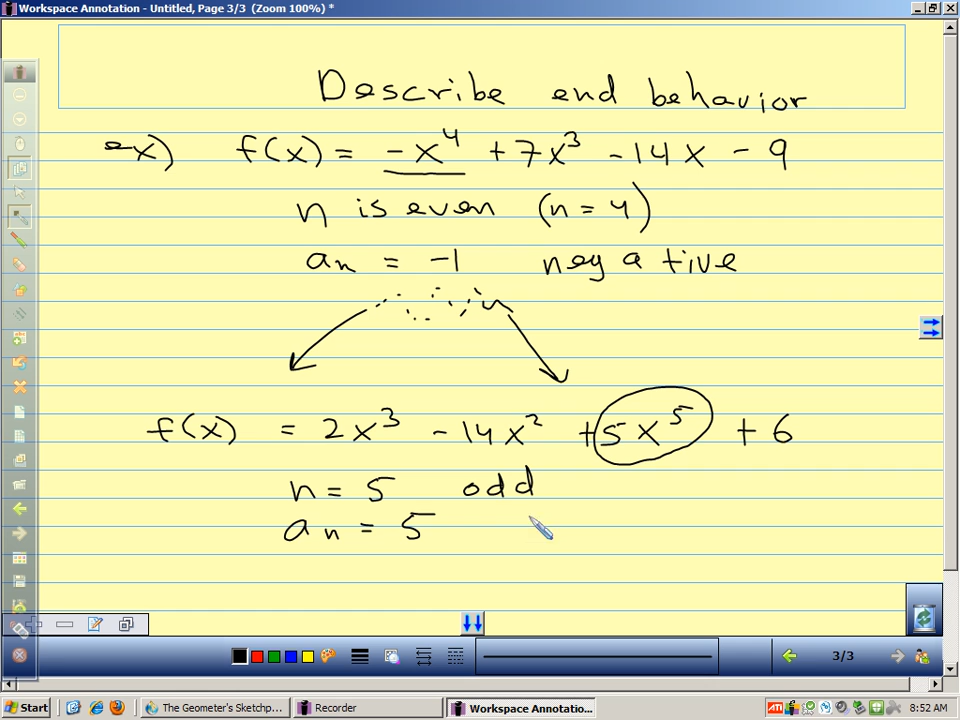 Workspace Annotation - Untitled, Page 3/3 (Zoom 100%) *
Describe end behavior
ex) f(x) = -x⁴ + 7x³ - 14x - 9
n is even (n = 4)
aₙ = -1 negative
f(x) = 2x³ - 14x² + 5x⁵ + 6
n = 5 odd
aₙ = 5
3/3
Start
The Geometer's Sketchp...
Recorder
Workspace Annotatio...
ATI
8:52 AM